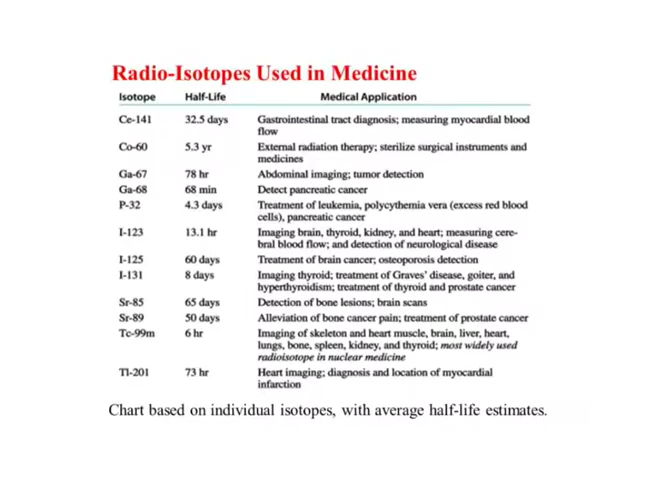 Radio-Isotopes Used in Medicine
Isotope Half-Life Medical Application
Ce-141 32.5 days Gastrointestinal tract diagnosis; measuring myocardial blood
flow
Co-60 5.3 yr External radiation therapy; sterilize surgical instruments and
medicines
Ga-67 78 hr Abdominal imaging; tumor detection
Ga-68 68 min Detect pancreatic cancer
P-32 4.3 days Treatment of leukemia, polycythemia vera (excess red blood
cells), pancreatic cancer
I-123 13.1 hr Imaging brain, thyroid, kidney, and heart; measuring cere-
bral blood flow; and detection of neurological disease
I-125 60 days Treatment of brain cancer; osteoporosis detection
I-131 8 days Imaging thyroid; treatment of Graves' disease, goiter, and
hyperthyroidism; treatment of thyroid and prostate cancer
Sr-85 65 days Detection of bone lesions; brain scans
Sr-89 50 days Alleviation of bone cancer pain; treatment of prostate cancer
Tc-99m 6 hr Imaging of skeleton and heart muscle, brain, liver, heart,
lungs, bone, spleen, kidney, and thyroid; most widely used
radioisotope in nuclear medicine
Tl-201 73 hr Heart imaging; diagnosis and location of myocardial
infarction
Chart based on individual isotopes, with average half-life estimates.